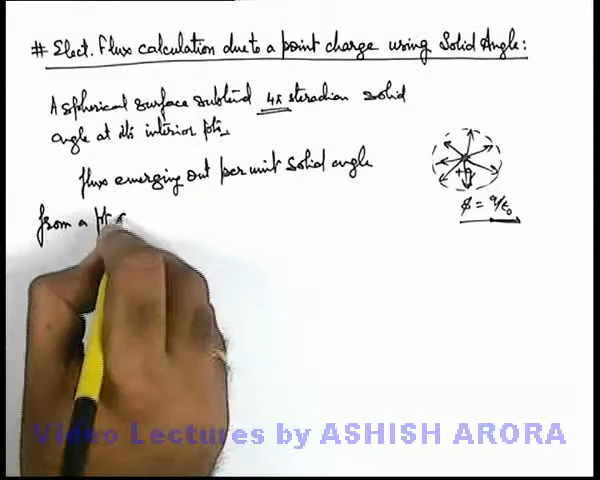 # Elect. Flux calculation due to a point charge using Solid Angle:
A spherical surface subtend 4π steradian solid
angle at its interior pts.
+q
flux emerging out per unit solid angle
ϕ = q/ε₀
from a pt c
Video Lectures by ASHISH ARORA